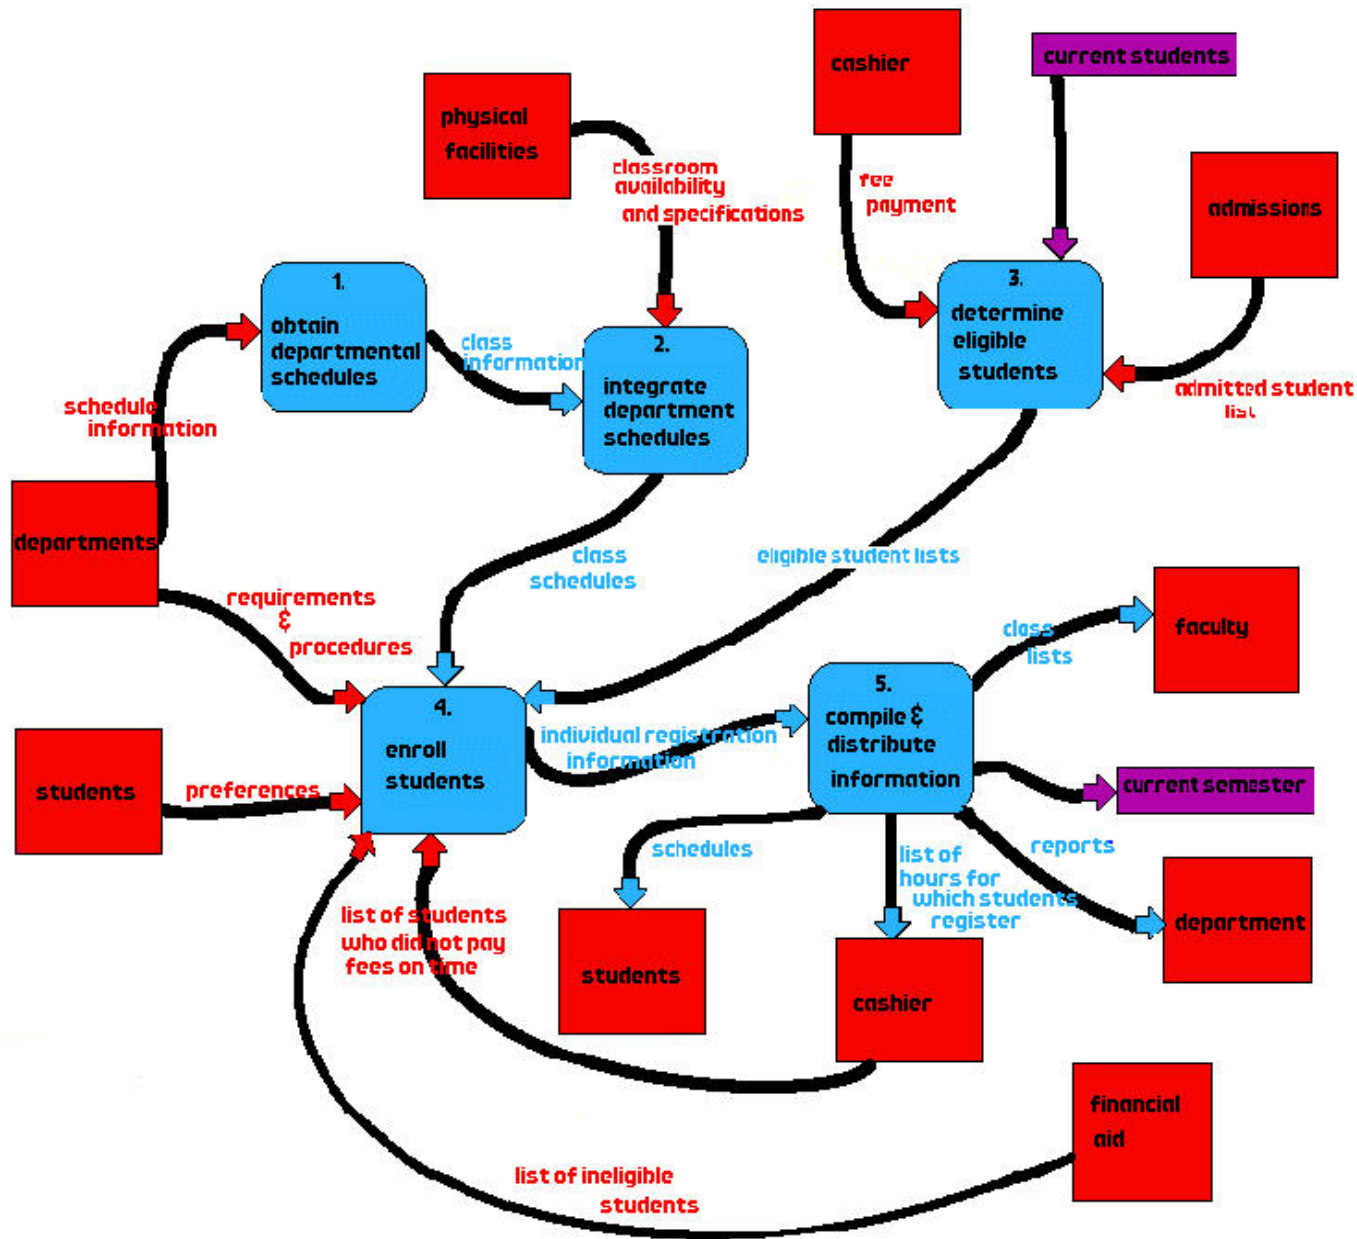 cashier
current students
physical
facilities
classroom
availability
and specifications
fee
payment
admissions
1.
obtain
departmental
schedules
class
information
2.
integrate
department
schedules
3.
determine
eligible
students
admitted student
list
schedule
information
departments
class
schedules
eligible student lists
requirements
&
procedures
faculty
class
lists
4.
enroll
students
individual registration
information
5.
compile &
distribute
information
students
preferences
current semester
schedules
list of
hours for
which students
register
reports
department
list of students
who did not pay
fees on time
students
cashier
financial
aid
list of ineligible
students